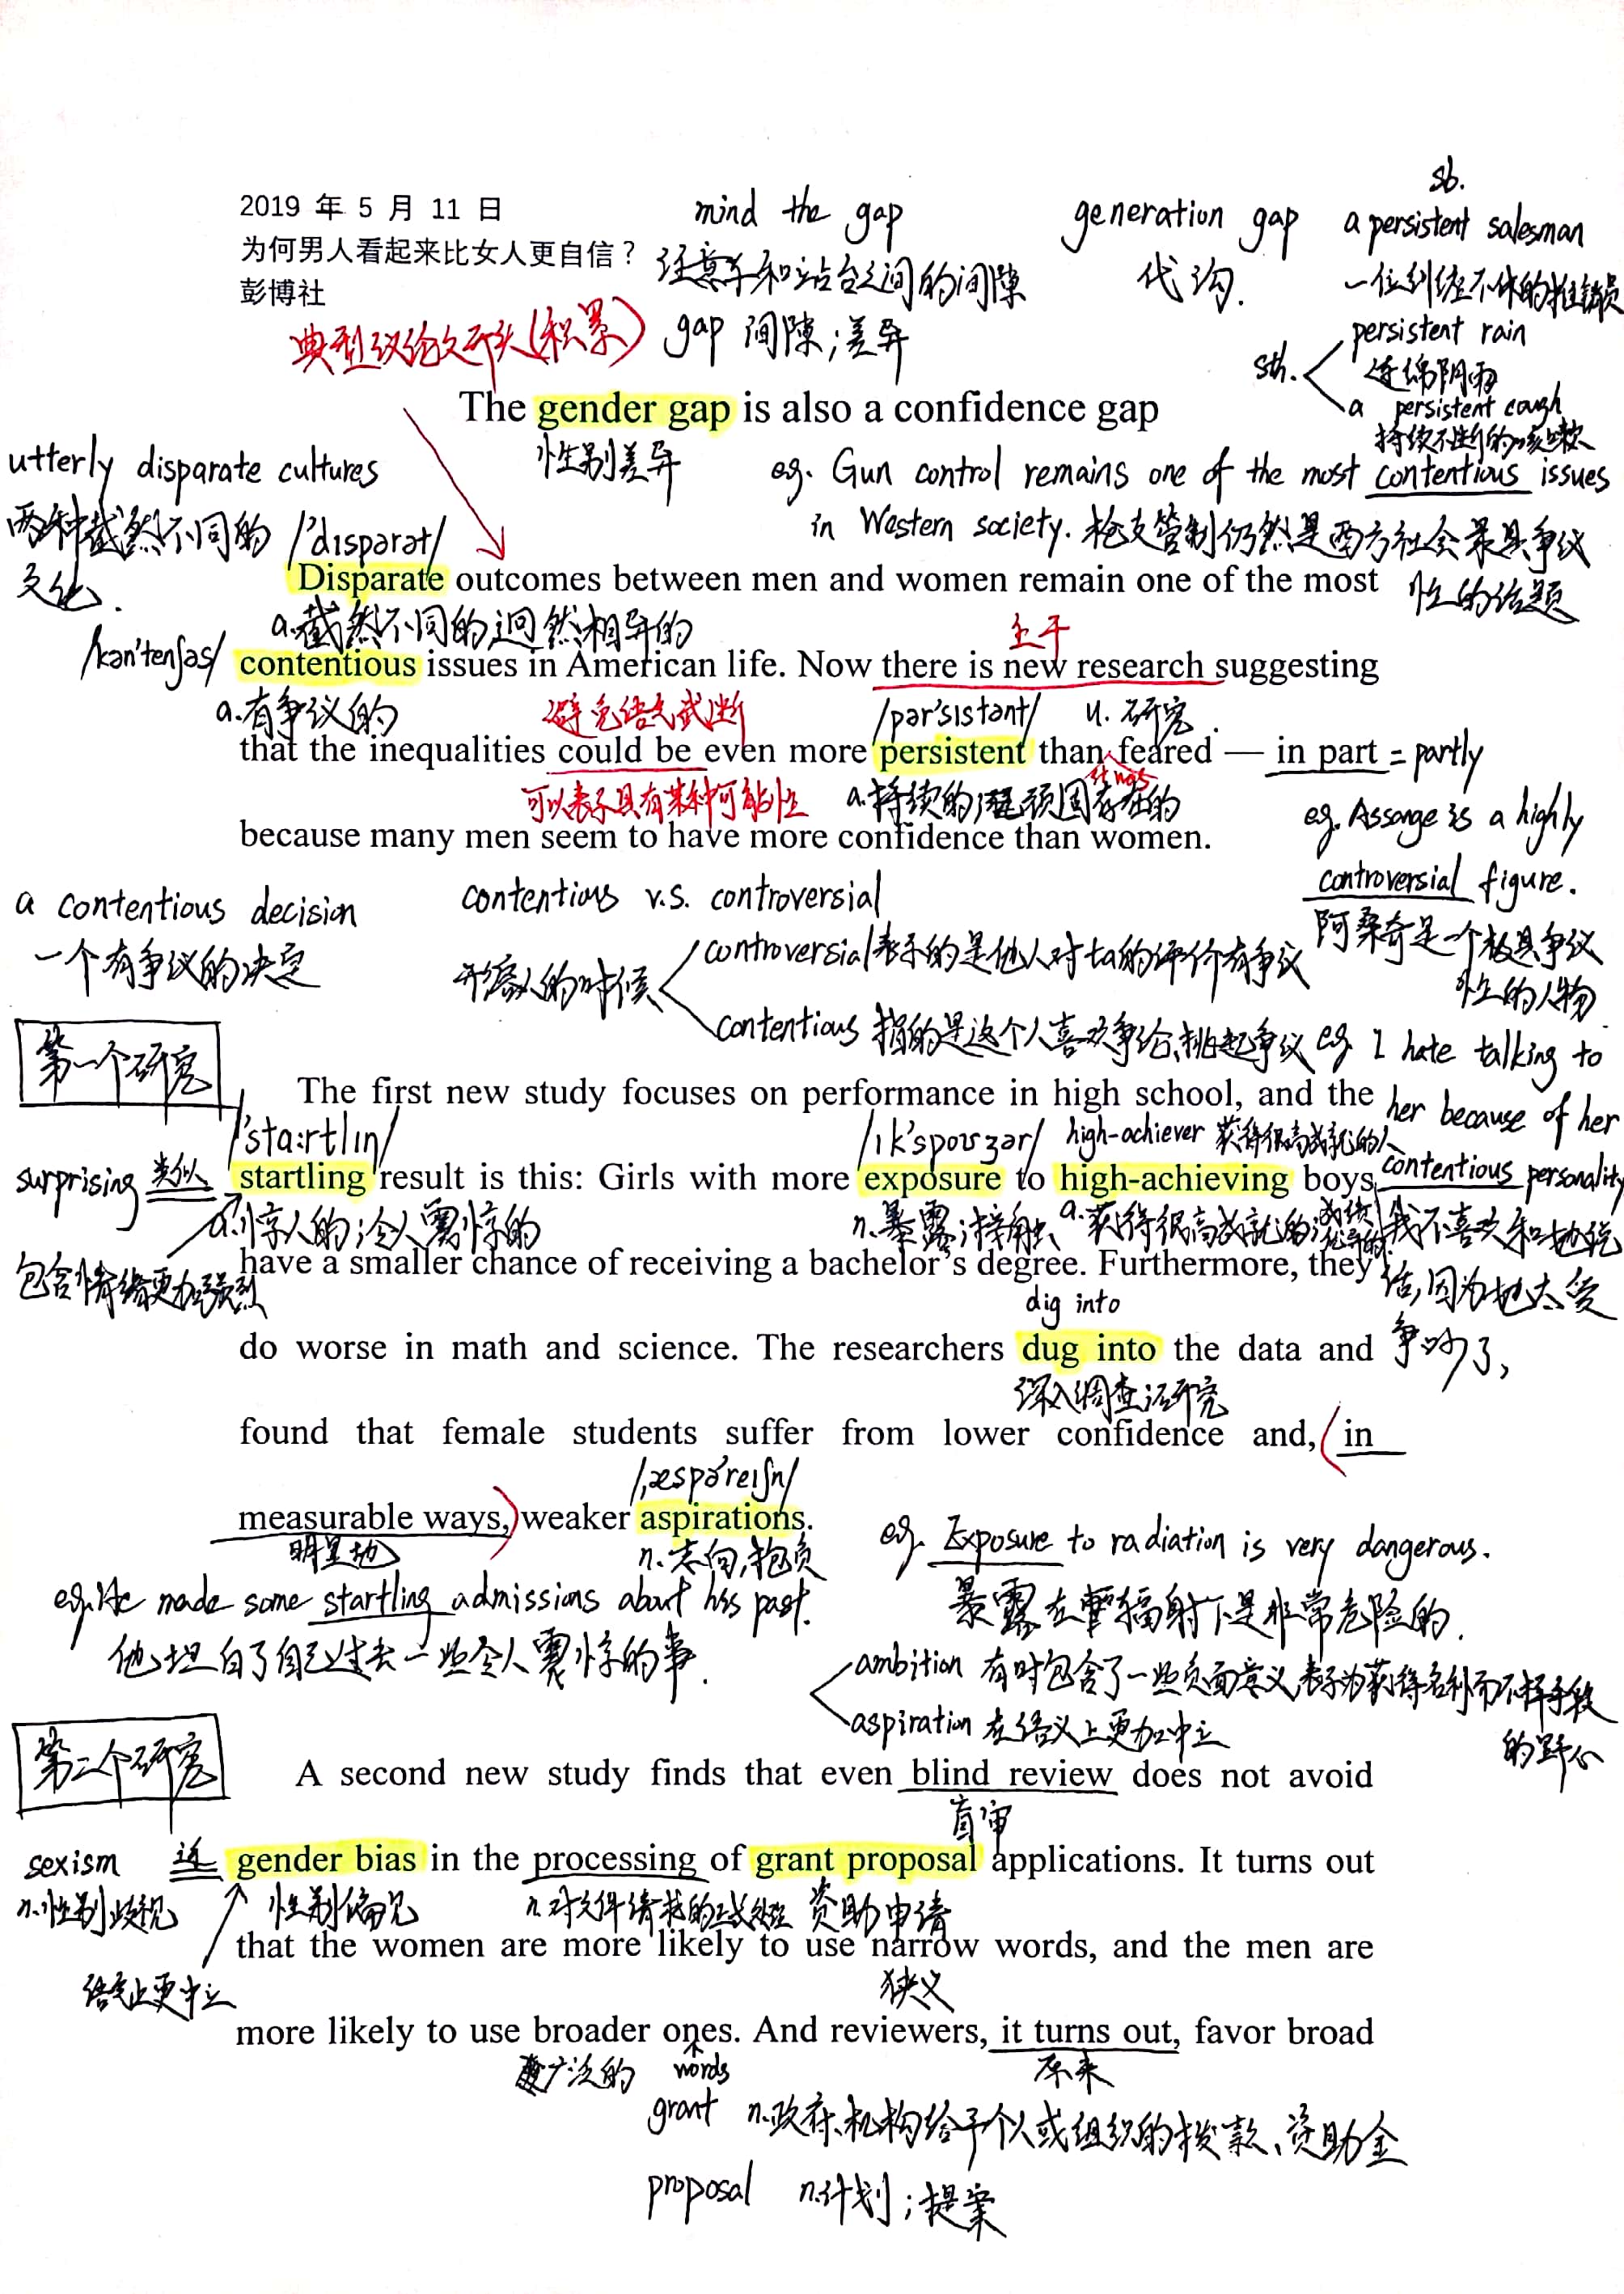 2019 年 5 月 11 日
为何男人看起来比女人更自信？
彭博社
mind the gap
注意车和站台之间的间隙
gap 间隙；差异
generation gap
代沟.
sb.
a persistent salesman
一位纠缠不休的推销员
sth.
persistent rain
连绵阴雨
a persistent cough
持续不断的咳嗽
典型议论文开头(积累)
The gender gap is also a confidence gap
性别差异
utterly disparate cultures
两种截然不同的
文化.
eg. Gun control remains one of the most contentious issues
in Western society. 枪支管制仍然是西方社会最具争议
性的话题
/'dɪspərət/
Disparate outcomes between men and women remain one of the most
a.截然不同的,迥然相异的
主干
/kən'tenʃəs/
contentious issues in American life. Now there is new research suggesting
a.有争议的
避免语气武断
/pər'sɪstənt/
u. 研究.
that the inequalities could be even more persistent than feared — in part = partly
可以表示具有某种可能性
it was
a.持续的;顽固存在的
because many men seem to have more confidence than women.
eg. Assange is a highly
controversial figure.
阿桑奇是一个极具争议
性的人物
a contentious decision
一个有争议的决定
contentious v.s. controversial
形容人的时候
controversial表示的是他人对ta的评价有争议
contentious 指的是这个人喜欢争论,挑起争议
eg. I hate talking to
her because of her
contentious personality
我不喜欢和她说
话,因为她太爱
争吵了,
第一个研究
The first new study focuses on performance in high school, and the
/'stɑ:rtlɪŋ/
/ɪk'spoʊʒər/
high-achiever 获得很高成就的人
surprising 类似
startling result is this: Girls with more exposure to high-achieving boys
a.惊人的;令人震惊的
n.暴露;接触
a.获得很高成就的;成绩优异的
包含情绪更加强烈
have a smaller chance of receiving a bachelor's degree. Furthermore, they
dig into
do worse in math and science. The researchers dug into the data and
深入调查;研究
found that female students suffer from lower confidence and, (in
/ˌæspə'reɪʃn/
measurable ways,) weaker aspirations.
明显地
n.志向,抱负
eg. Exposure to radiation is very dangerous.
暴露在辐射下是非常危险的.
eg. He made some startling admissions about his past.
他坦白了自己过去一些令人震惊的事.
ambition 有时包含了一些负面意义,表示为获得名利而不择手段
的野心
aspiration 在语义上更加中立
第二个研究
A second new study finds that even blind review does not avoid
盲审
sexism 近
gender bias in the processing of grant proposal applications. It turns out
n.性别歧视
性别偏见
n.对文件请求的正式处理
资助申请
that the women are more likely to use narrow words, and the men are
语气上更中立
狭义
more likely to use broader ones. And reviewers, it turns out, favor broad
广泛的
words
原来
grant n.政府、机构给予个人或组织的拨款、资助金
proposal n.计划；提案